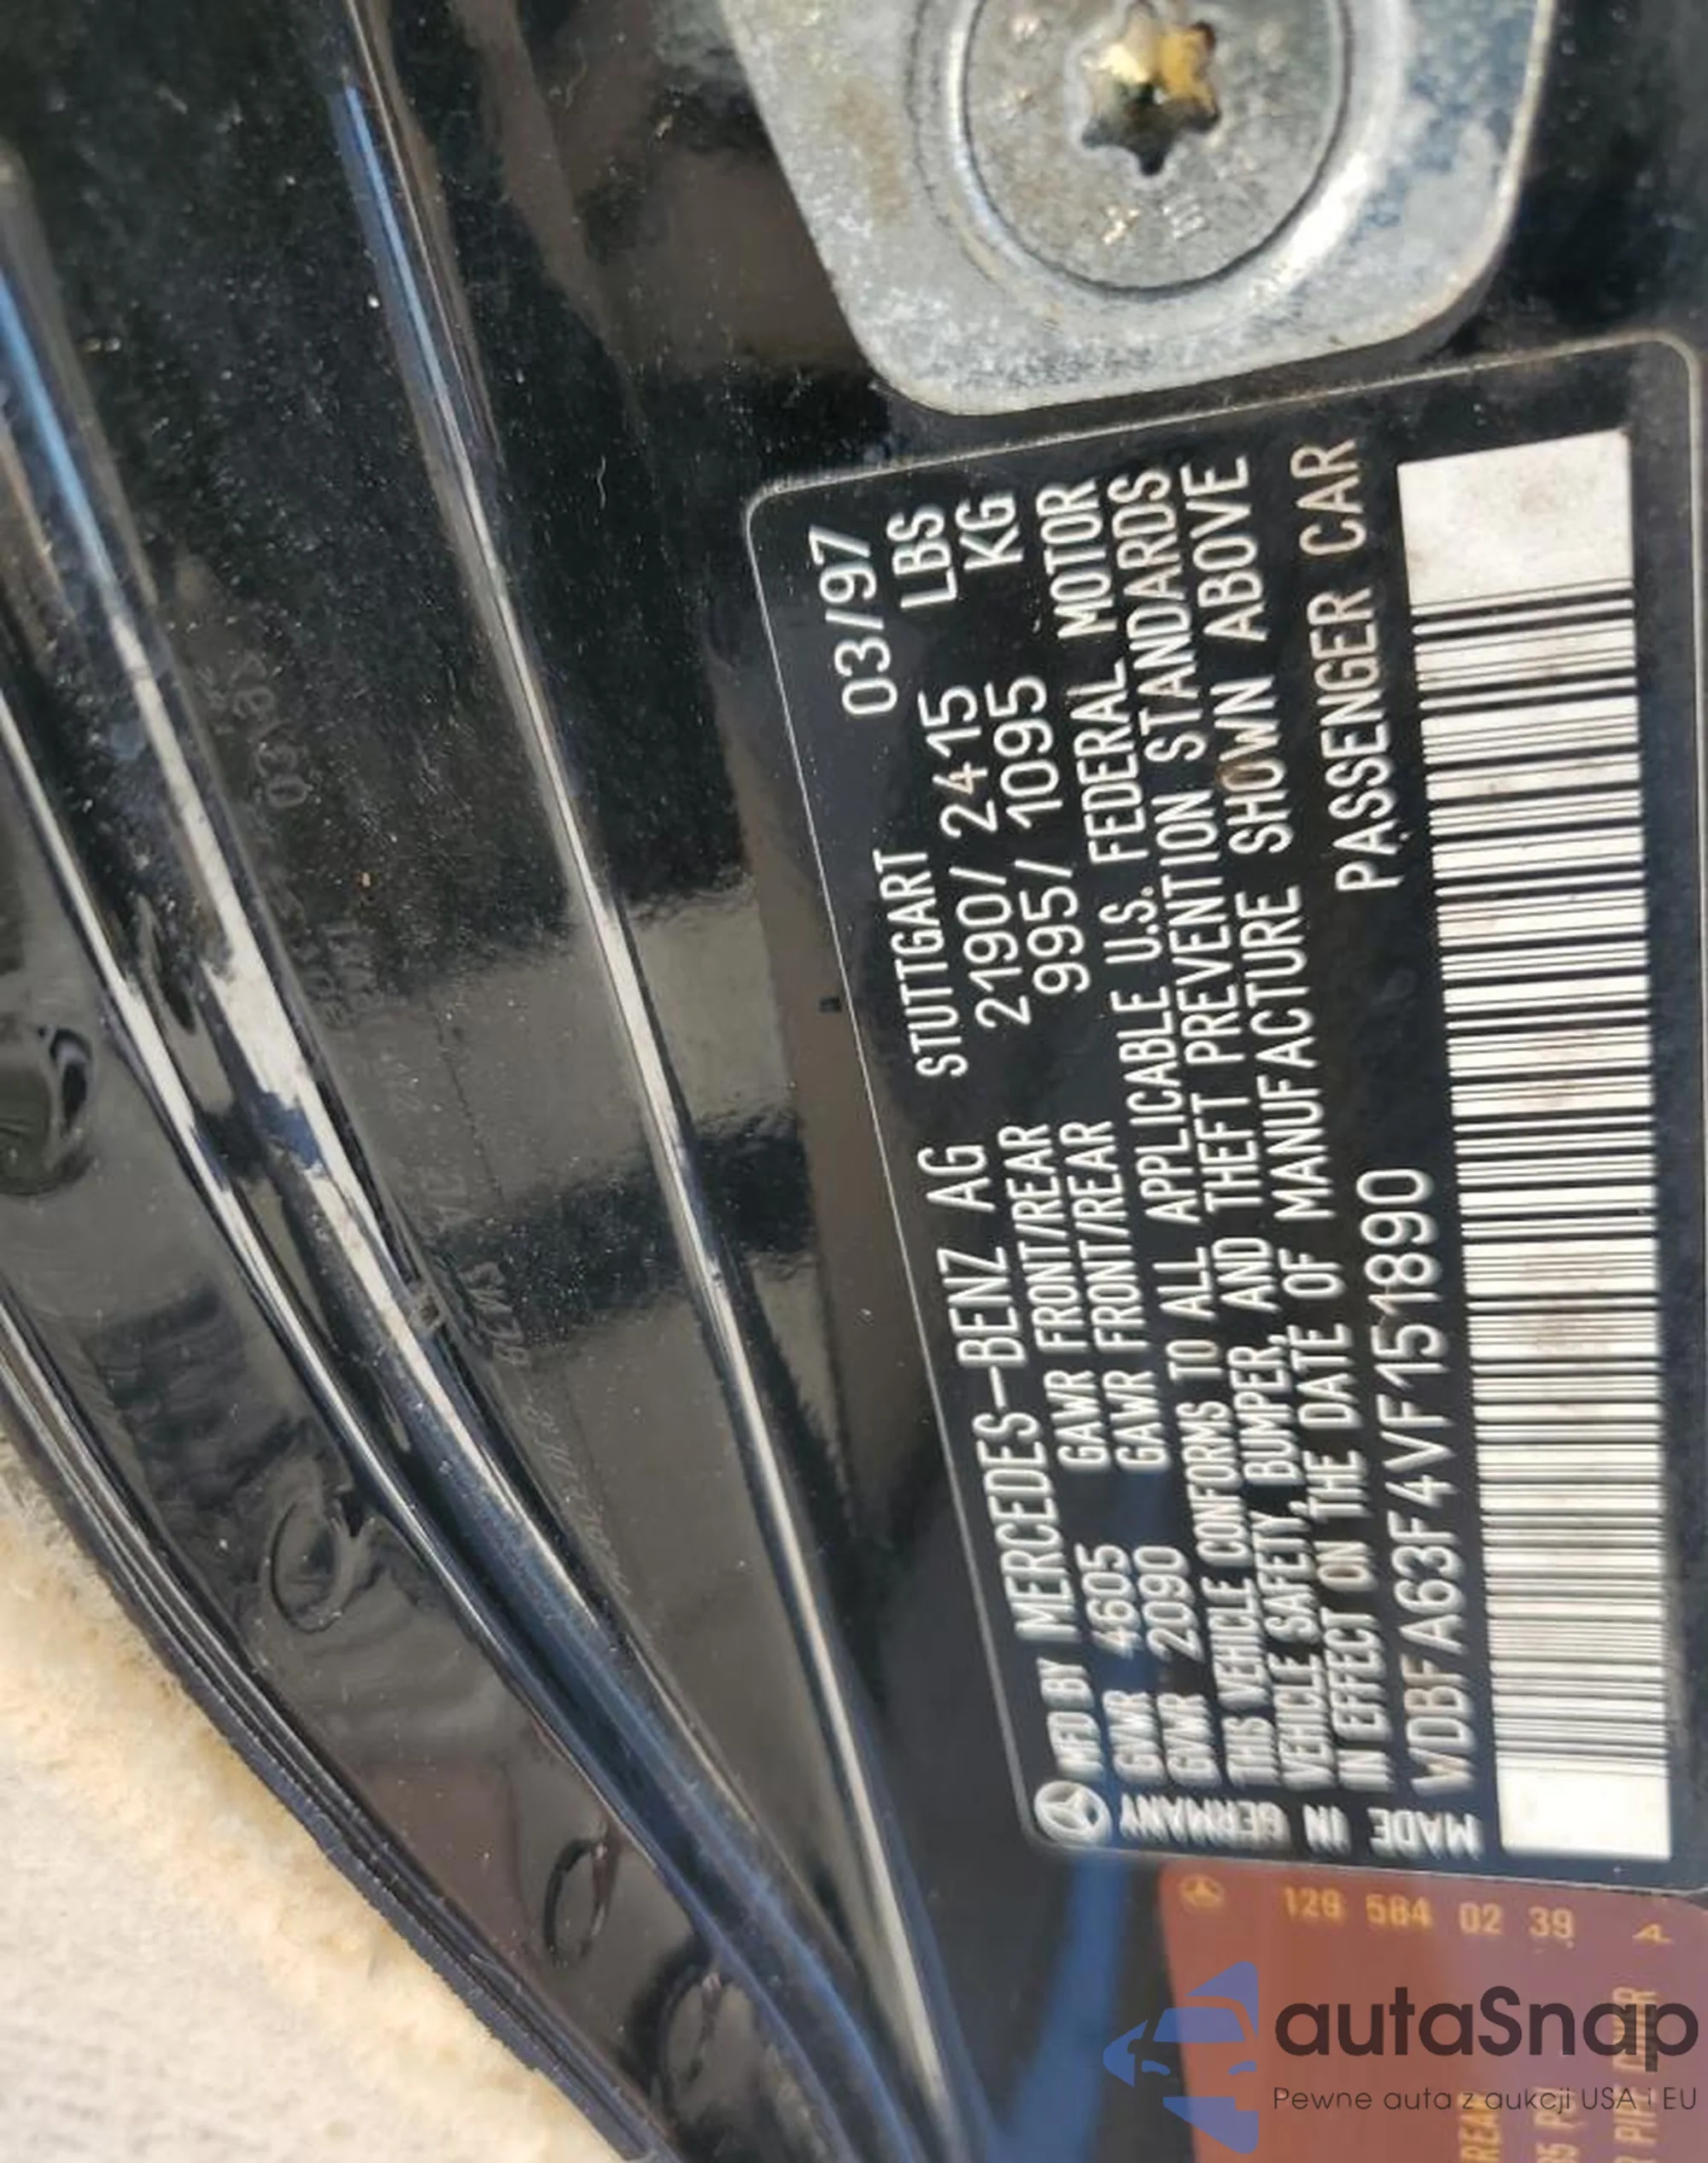 MFD BY MERCEDES-BENZ AG STUTTGART 03/97
GVWR 4605 GAWR FRONT/REAR 2190/ 2415 LBS
GVWR 2090 GAWR FRONT/REAR 995/ 1095 KG
THIS VEHICLE CONFORMS TO ALL APPLICABLE U.S. FEDERAL MOTOR
VEHICLE SAFETY, BUMPER, AND THEFT PREVENTION STANDARDS
IN EFFECT ON THE DATE OF MANUFACTURE SHOWN ABOVE
WDBFA63F4VF151890 PASSENGER CAR
MADE IN GERMANY
129 584 02 39
autaSnap
Pewne auta z aukcji USA i EU